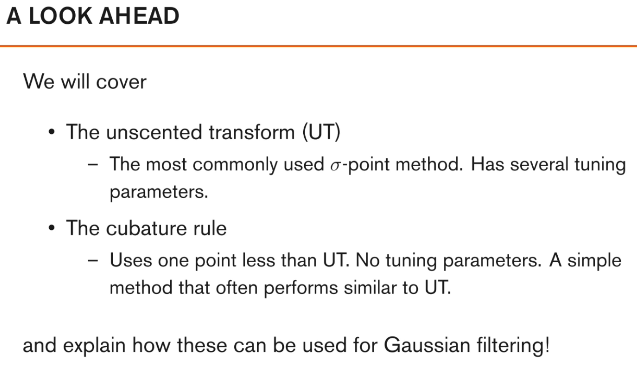 A LOOK AHEAD
We will cover
• The unscented transform (UT)
– The most commonly used σ-point method. Has several tuning
parameters.
• The cubature rule
– Uses one point less than UT. No tuning parameters. A simple
method that often performs similar to UT.
and explain how these can be used for Gaussian filtering!